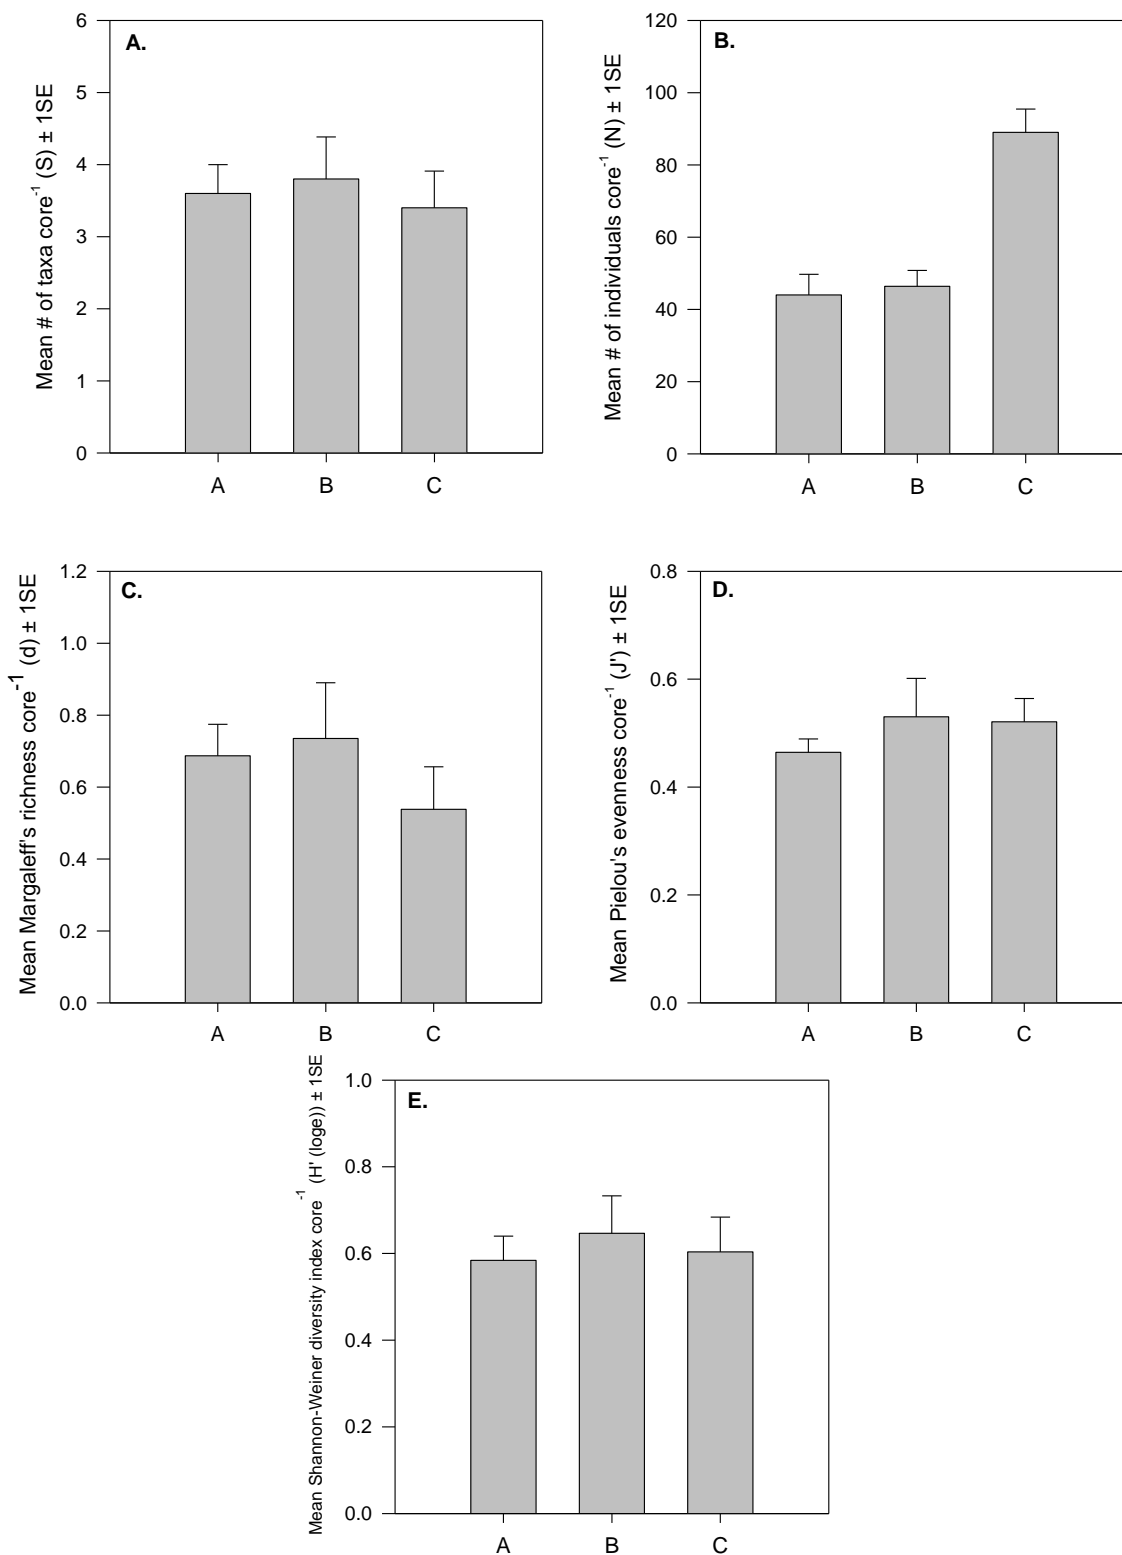 A.
Mean # of taxa core-1 (S) ± 1SE
6
5
4
3
2
1
0
A B C
B.
Mean # of individuals core-1 (N) ± 1SE
120
100
80
60
40
20
0
A B C
C.
Mean Margaleff's richness core-1 (d) ± 1SE
1.2
1.0
0.8
0.6
0.4
0.2
0.0
A B C
D.
Mean Pielou's evenness core-1 (J') ± 1SE
0.8
0.6
0.4
0.2
0.0
A B C
E.
Mean Shannon-Weiner diversity index core-1 (H' (loge)) ± 1SE
1.0
0.8
0.6
0.4
0.2
0.0
A B C